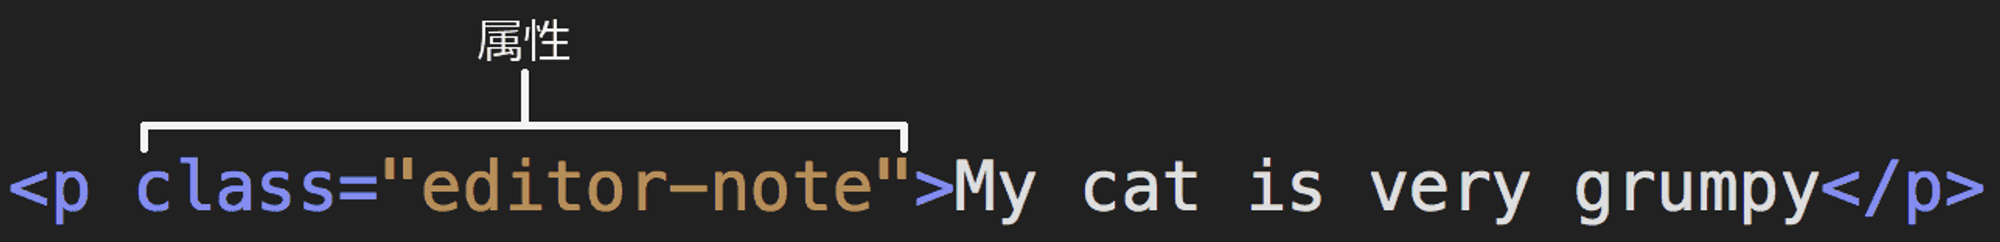 属性
<p class="editor-note">My cat is very grumpy</p>